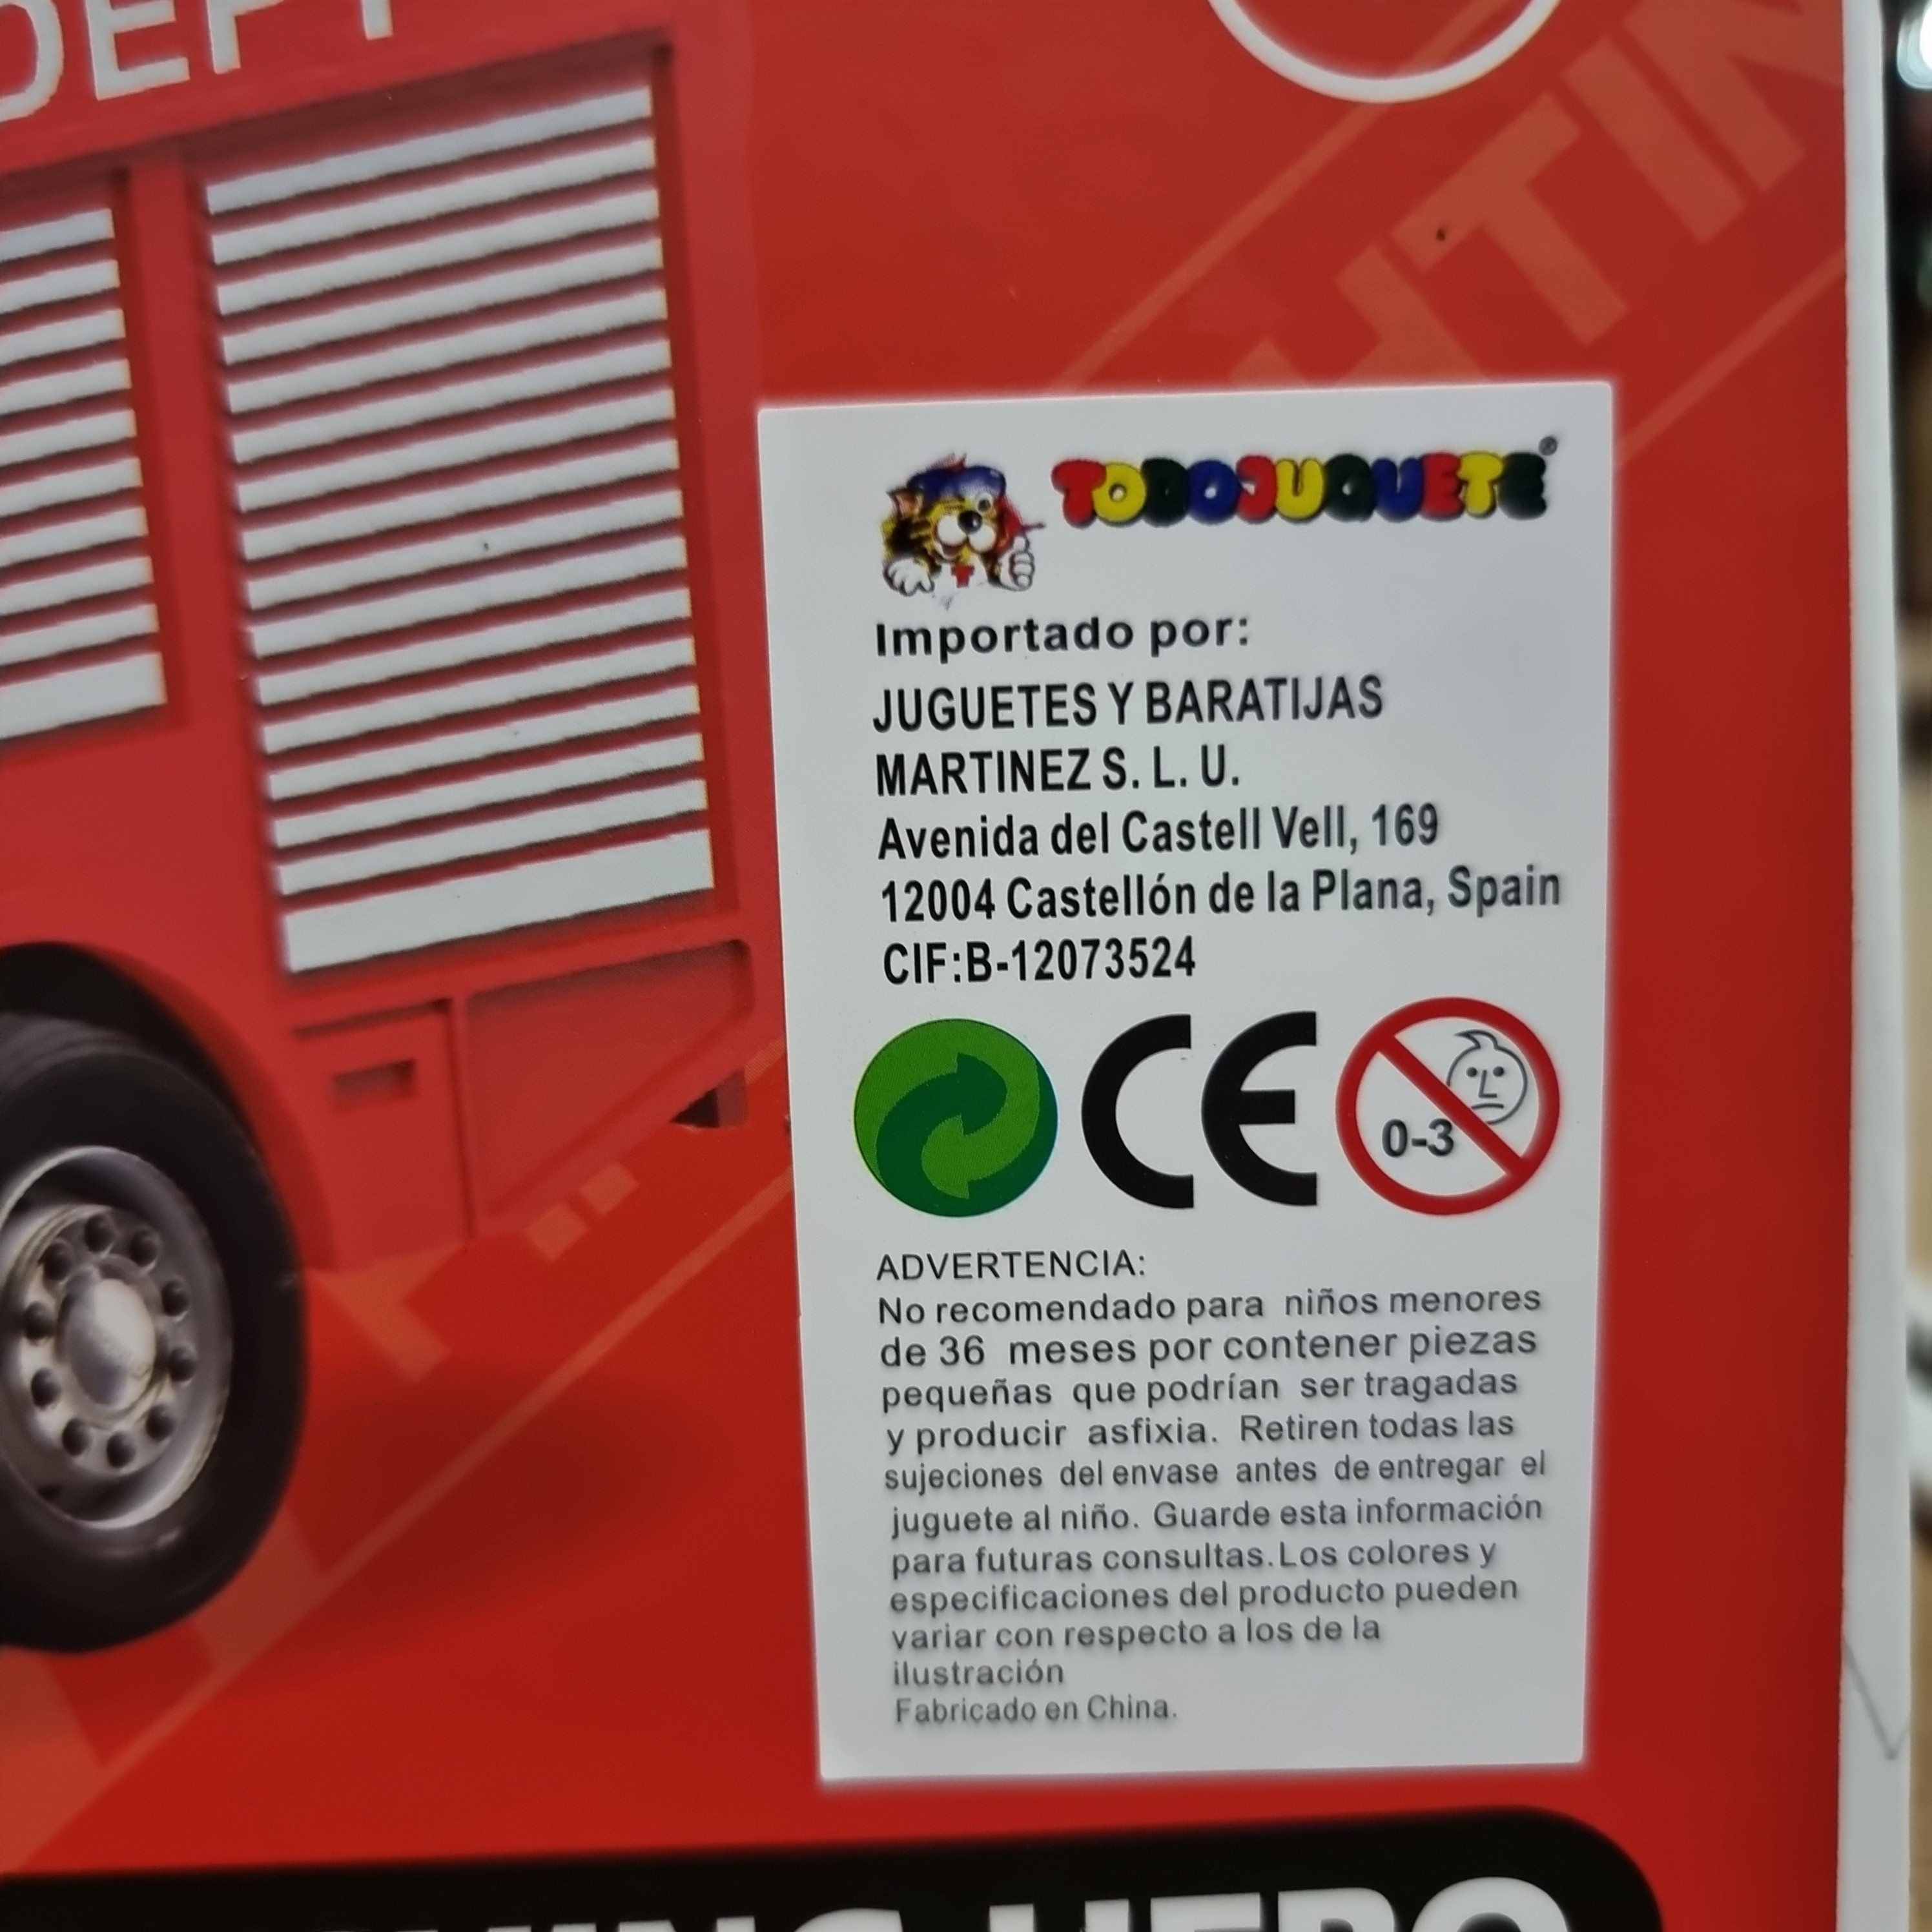 DEPT
TODOJUQUETE®
Importado por:
JUGUETES Y BARATIJAS
MARTINEZ S. L. U.
Avenida del Castell Vell, 169
12004 Castellón de la Plana, Spain
CIF:B-12073524
CE
0-3
ADVERTENCIA:
No recomendado para niños menores
de 36 meses por contener piezas
pequeñas que podrían ser tragadas
y producir asfixia. Retiren todas las
sujeciones del envase antes de entregar el
juguete al niño. Guarde esta información
para futuras consultas.Los colores y
especificaciones del producto pueden
variar con respecto a los de la
ilustración
Fabricado en China.
HERO